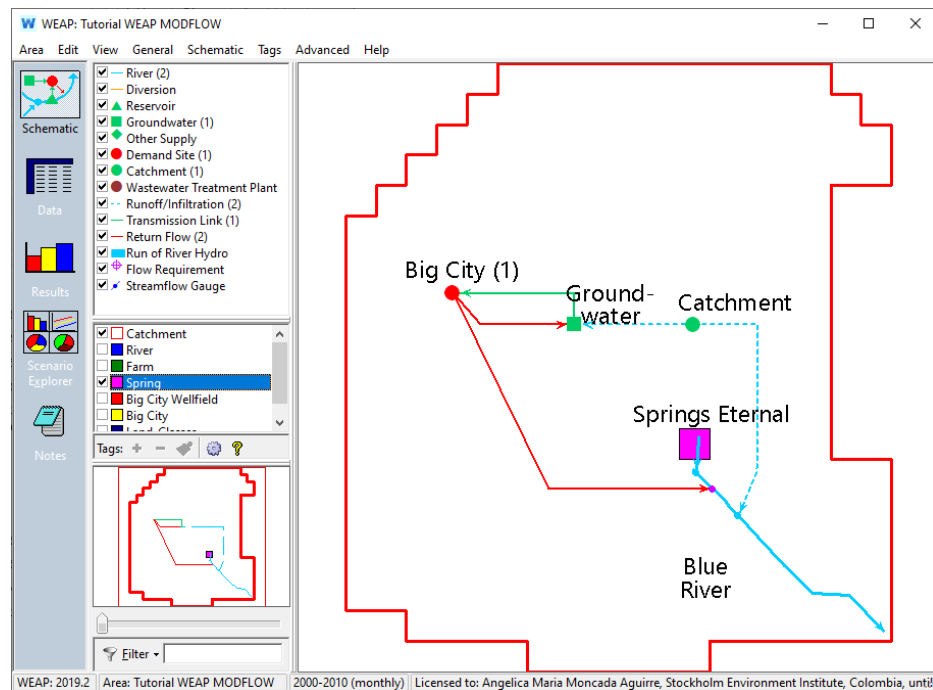 WEAP: Tutorial WEAP MODFLOW
Area Edit View General Schematic Tags Advanced Help
Schematic
Data
Results
Scenario
Explorer
Notes
River (2)
Diversion
Reservoir
Groundwater (1)
Other Supply
Demand Site (1)
Catchment (1)
Wastewater Treatment Plant
Runoff/Infiltration (2)
Transmission Link (1)
Return Flow (2)
Run of River Hydro
Flow Requirement
Streamflow Gauge
Catchment
River
Farm
Spring
Big City Wellfield
Big City
Tags:
Filter
Big City (1)
Ground-
water
Catchment
Springs Eternal
Blue
River
WEAP: 2019.2 Area: Tutorial WEAP MODFLOW 2000-2010 (monthly) Licensed to: Angelica Maria Moncada Aguirre, Stockholm Environment Institute, Colombia,